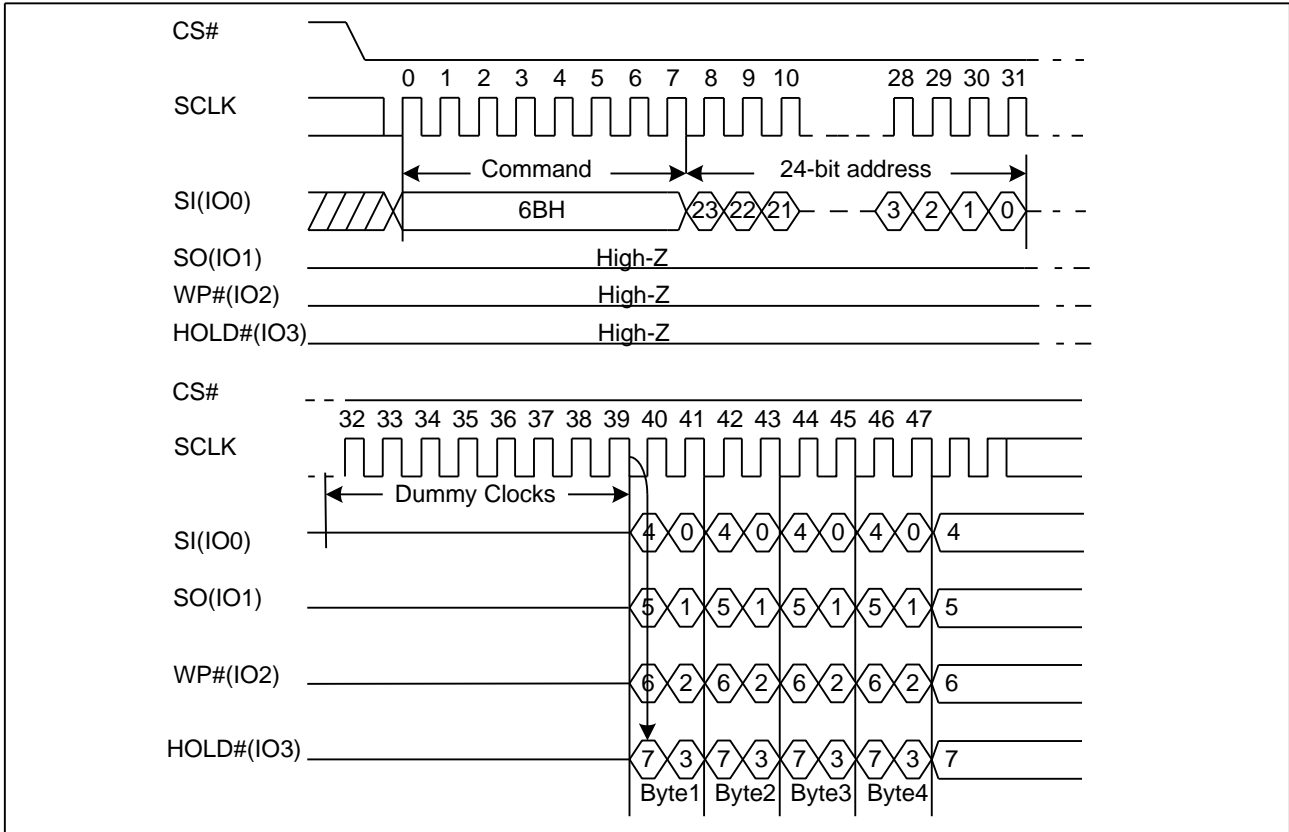 CS#
0 1 2 3 4 5 6 7 8 9 10 28 29 30 31
SCLK
Command 24-bit address
SI(IO0) 6BH 23 22 21 3 2 1 0
SO(IO1) High-Z
WP#(IO2) High-Z
HOLD#(IO3) High-Z
CS#
32 33 34 35 36 37 38 39 40 41 42 43 44 45 46 47
SCLK
Dummy Clocks
SI(IO0) 4 0 4 0 4 0 4 0 4
SO(IO1) 5 1 5 1 5 1 5 1 5
WP#(IO2) 6 2 6 2 6 2 6 2 6
HOLD#(IO3) 7 3 7 3 7 3 7 3 7
Byte1 Byte2 Byte3 Byte4